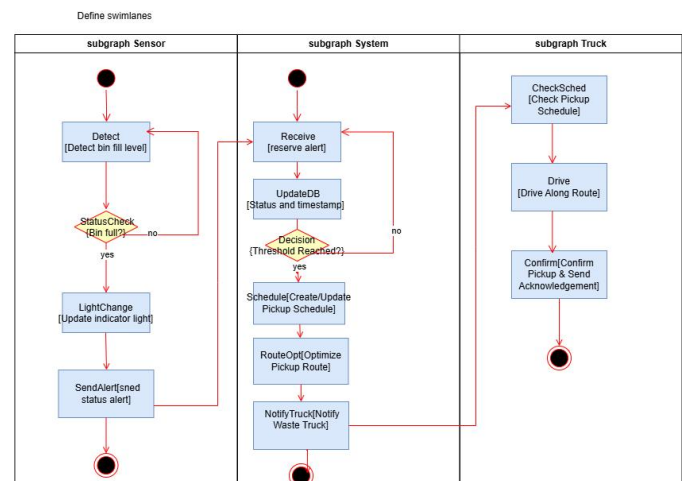 Define swimlanes
subgraph Sensor
subgraph System
subgraph Truck
Detect
[Detect bin fill level]
StatusCheck
{Bin full?}
no
yes
LightChange
[Update indicator light]
SendAlert[sned
status alert]
Receive
[reserve alert]
UpdateDB
[Status and timestamp]
Decision
{Threshold Reached?}
no
yes
Schedule[Create/Update
Pickup Schedule]
RouteOpt[Optimize
Pickup Route]
NotifyTruck[Notify
Waste Truck]
CheckSched
[Check Pickup
Schedule]
Drive
[Drive Along Route]
Confirm[Confirm
Pickup & Send
Acknowledgement]